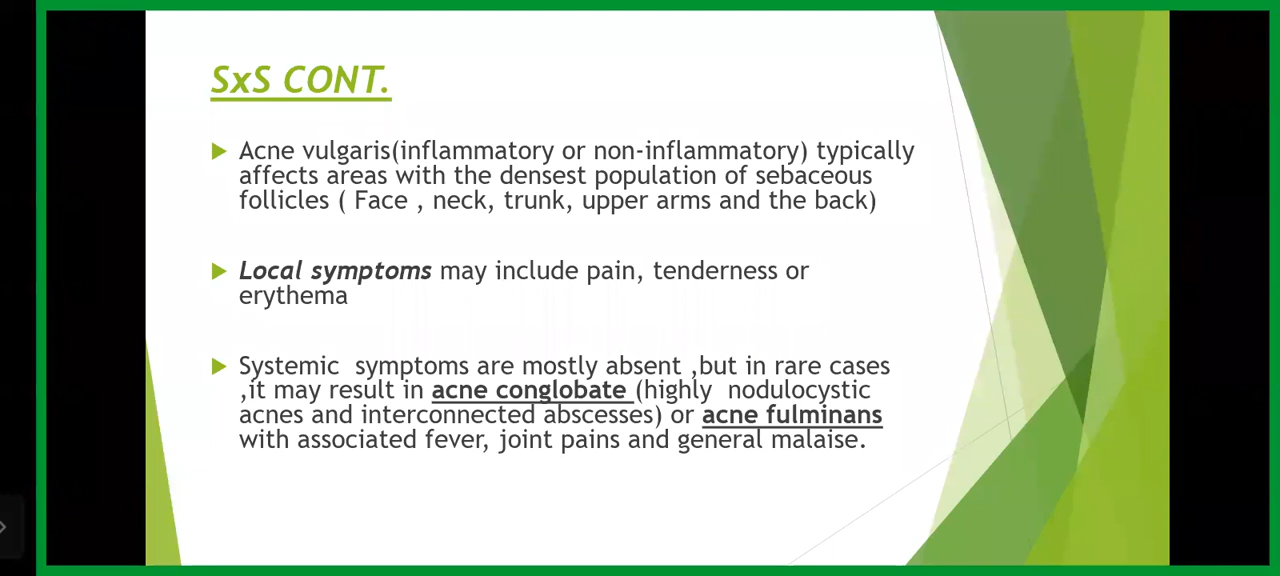 SxS CONT.
Acne vulgaris(inflammatory or non-inflammatory) typically
affects areas with the densest population of sebaceous
follicles ( Face , neck, trunk, upper arms and the back)
Local symptoms may include pain, tenderness or
erythema
Systemic symptoms are mostly absent ,but in rare cases
,it may result in acne conglobate (highly nodulocystic
acnes and interconnected abscesses) or acne fulminans
with associated fever, joint pains and general malaise.